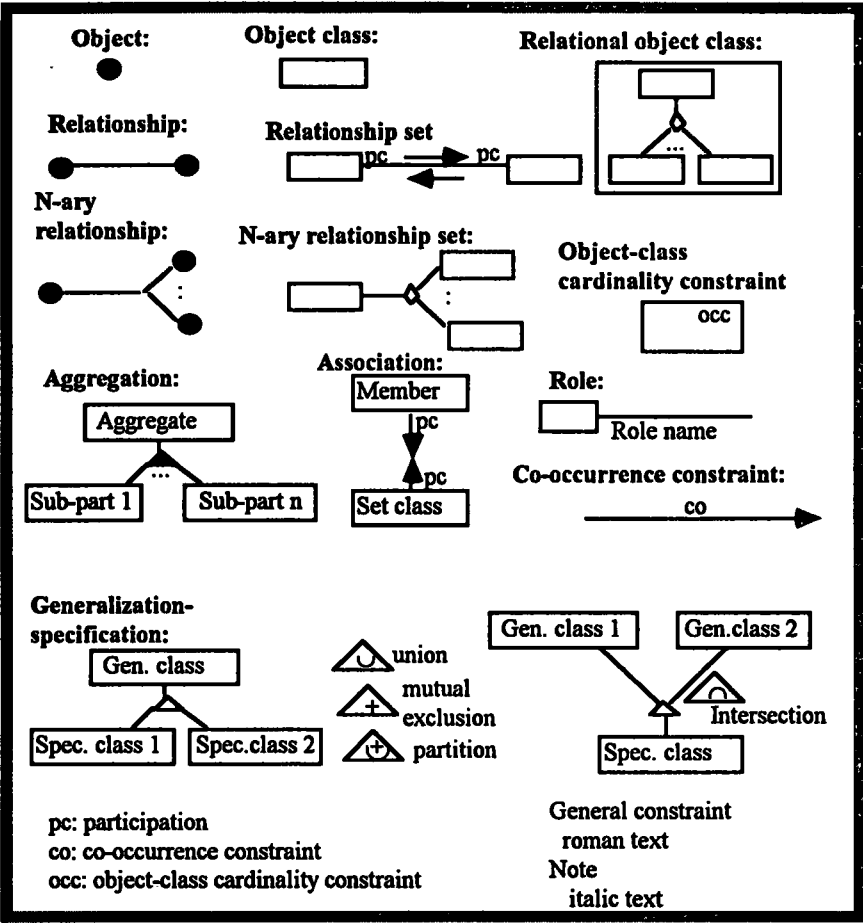 Object:
Object class:
Relational object class:
...
Relationship:
Relationship set
pc
pc
N-ary
relationship:
N-ary relationship set:
Object-class
cardinality constraint
occ
Aggregation:
Aggregate
...
Sub-part 1
Sub-part n
Association:
Member
pc
pc
Set class
Role:
Role name
Co-occurrence constraint:
co
Generalization-
specification:
Gen. class
Spec. class 1
Spec.class 2
union
mutual
exclusion
partition
Gen. class 1
Gen.class 2
Intersection
Spec. class
pc: participation
co: co-occurrence constraint
occ: object-class cardinality constraint
General constraint
roman text
Note
italic text